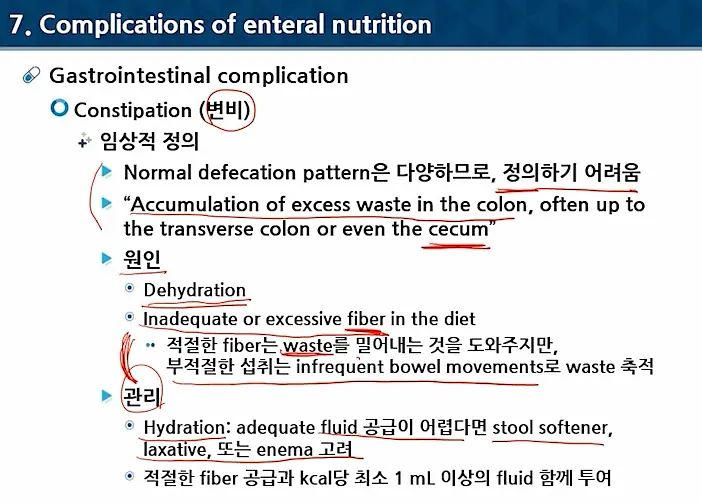 7. Complications of enteral nutrition
Gastrointestinal complication
Constipation (변비)
임상적 정의
Normal defecation pattern은 다양하므로, 정의하기 어려움
“Accumulation of excess waste in the colon, often up to
the transverse colon or even the cecum”
원인
Dehydration
Inadequate or excessive fiber in the diet
적절한 fiber는 waste를 밀어내는 것을 도와주지만,
부적절한 섭취는 infrequent bowel movements로 waste 축적
관리
Hydration: adequate fluid 공급이 어렵다면 stool softener,
laxative, 또는 enema 고려
적절한 fiber 공급과 kcal당 최소 1 mL 이상의 fluid 함께 투여